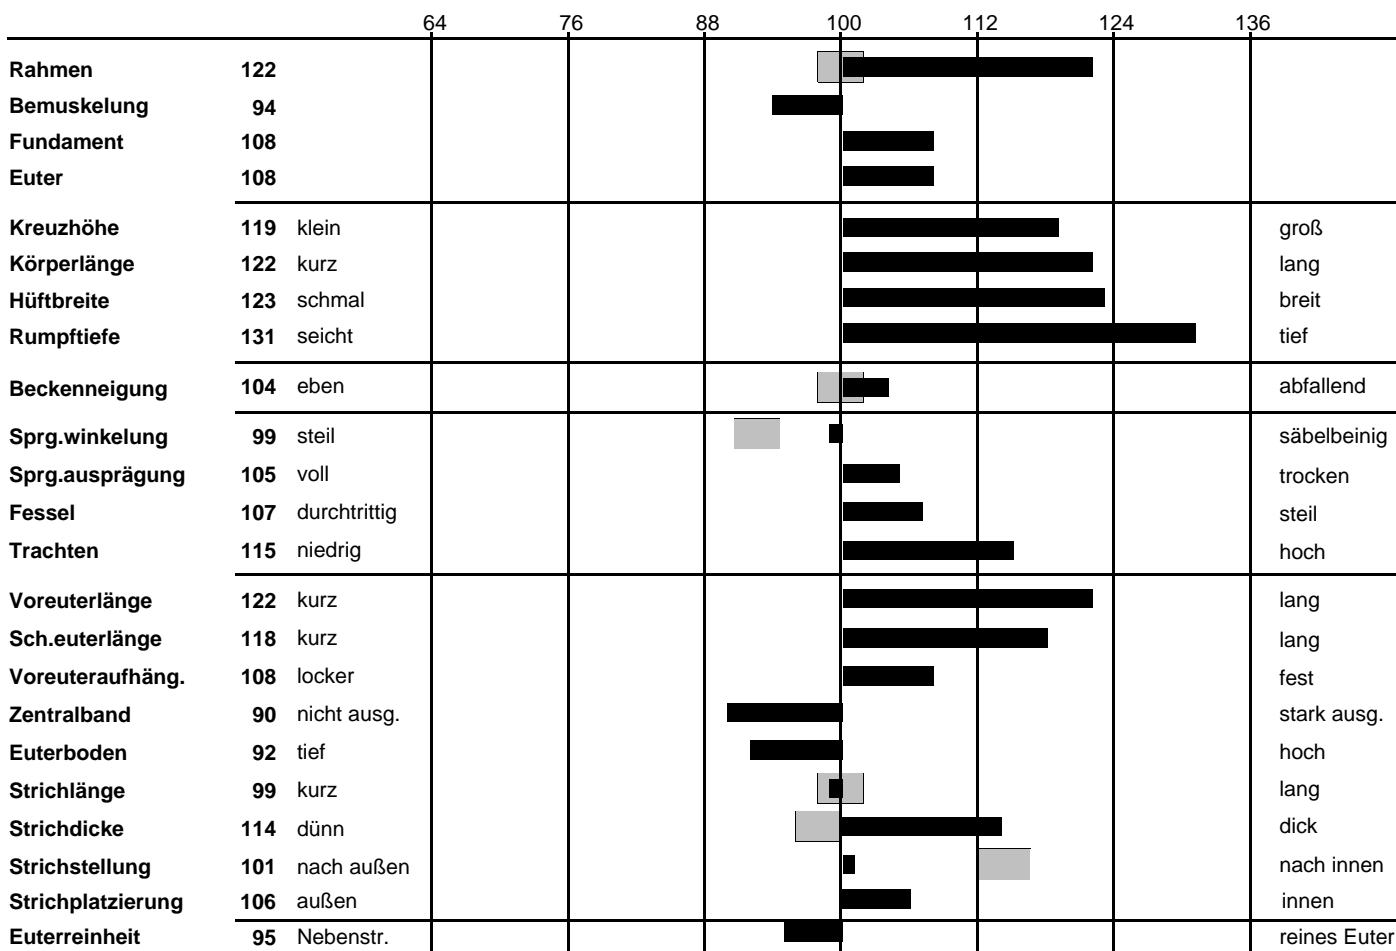 64 76 88 100 112 124 136
Rahmen 122
Bemuskelung 94
Fundament 108
Euter 108
Kreuzhöhe 119 klein groß
Körperlänge 122 kurz lang
Hüftbreite 123 schmal breit
Rumpftiefe 131 seicht tief
Beckenneigung 104 eben abfallend
Sprg.winkelung 99 steil säbelbeinig
Sprg.ausprägung 105 voll trocken
Fessel 107 durchtrittig steil
Trachten 115 niedrig hoch
Voreuterlänge 122 kurz lang
Sch.euterlänge 118 kurz lang
Voreuteraufhäng. 108 locker fest
Zentralband 90 nicht ausg. stark ausg.
Euterboden 92 tief hoch
Strichlänge 99 kurz lang
Strichdicke 114 dünn dick
Strichstellung 101 nach außen nach innen
Strichplatzierung 106 außen innen
Euterreinheit 95 Nebenstr. reines Euter